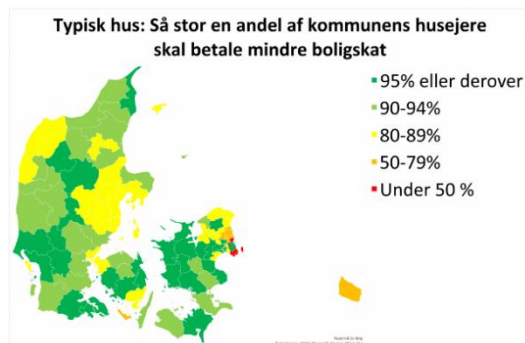 Typisk hus: Så stor en andel af kommunens husejere
skal betale mindre boligskat
95% eller derover
90-94%
80-89%
50-79%
Under 50 %